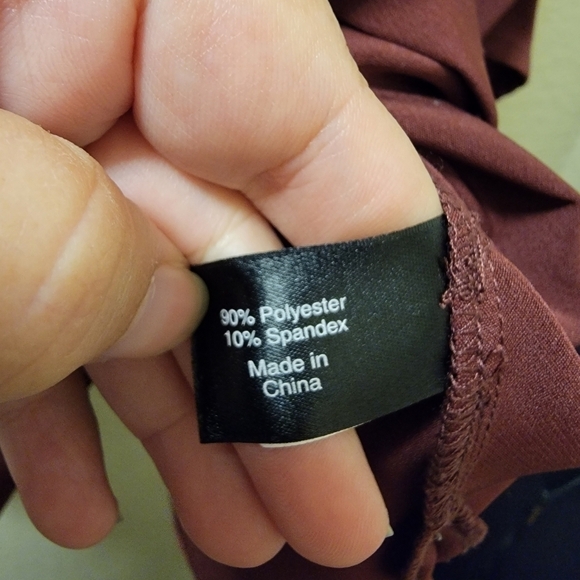 90% Polyester
10% Spandex
Made in
China